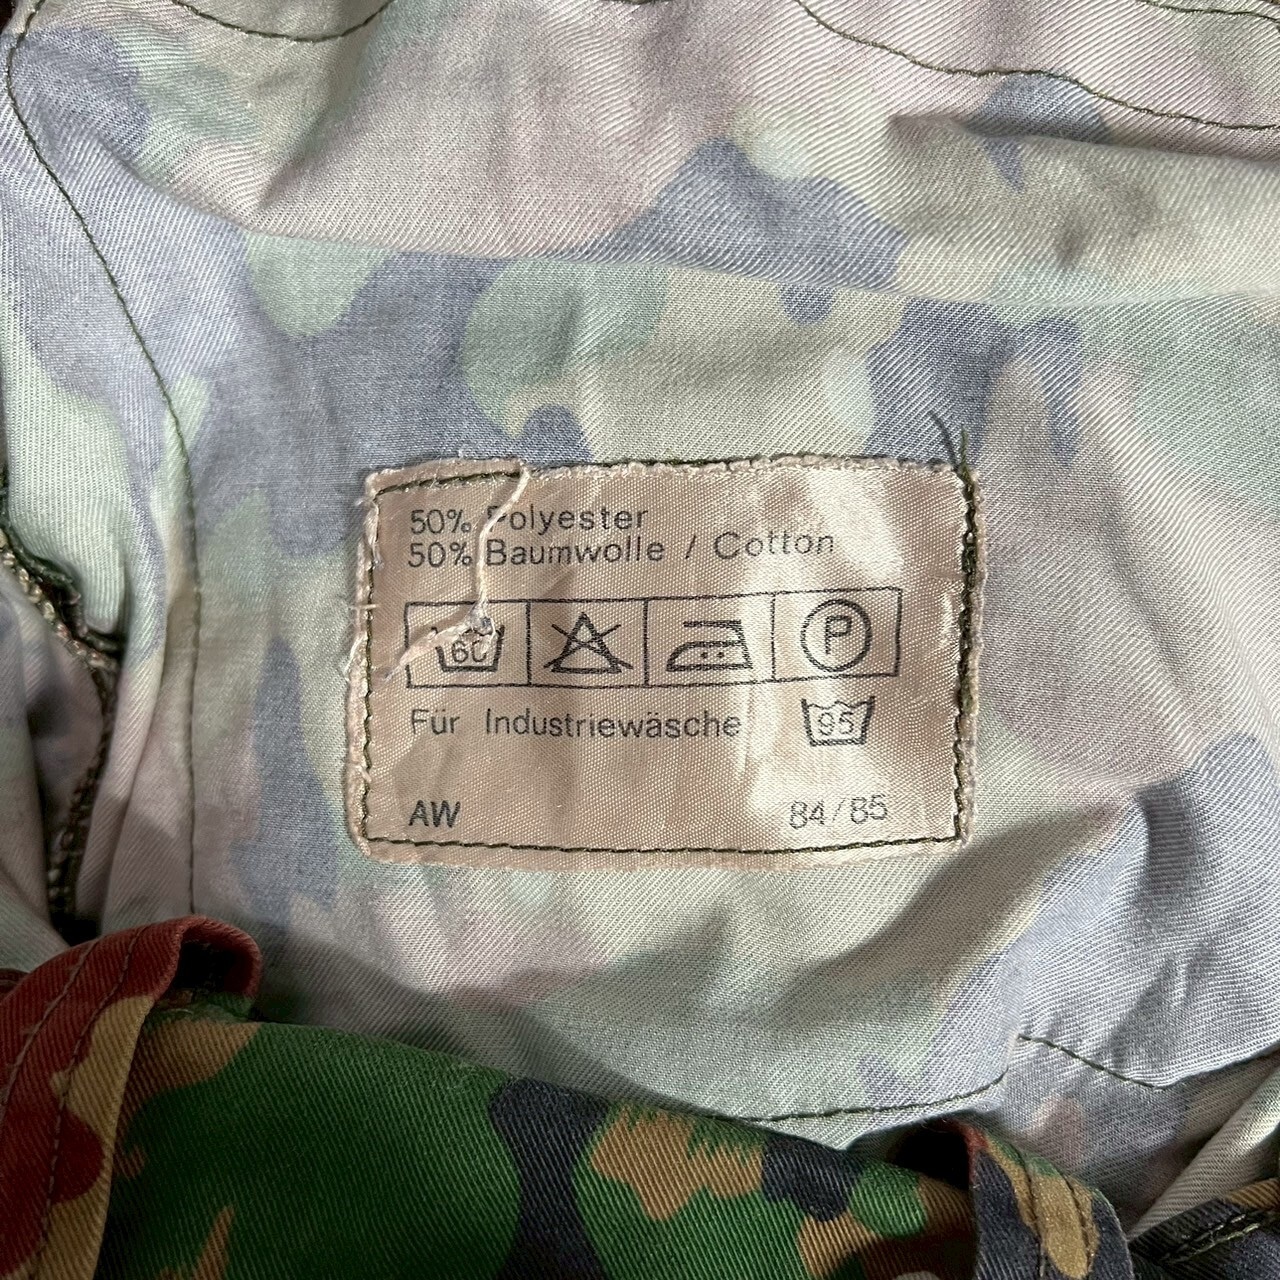 50% Polyester
50% Baumwolle / Cotton
60 P
Für Industriewäsche 95
AW 84/85